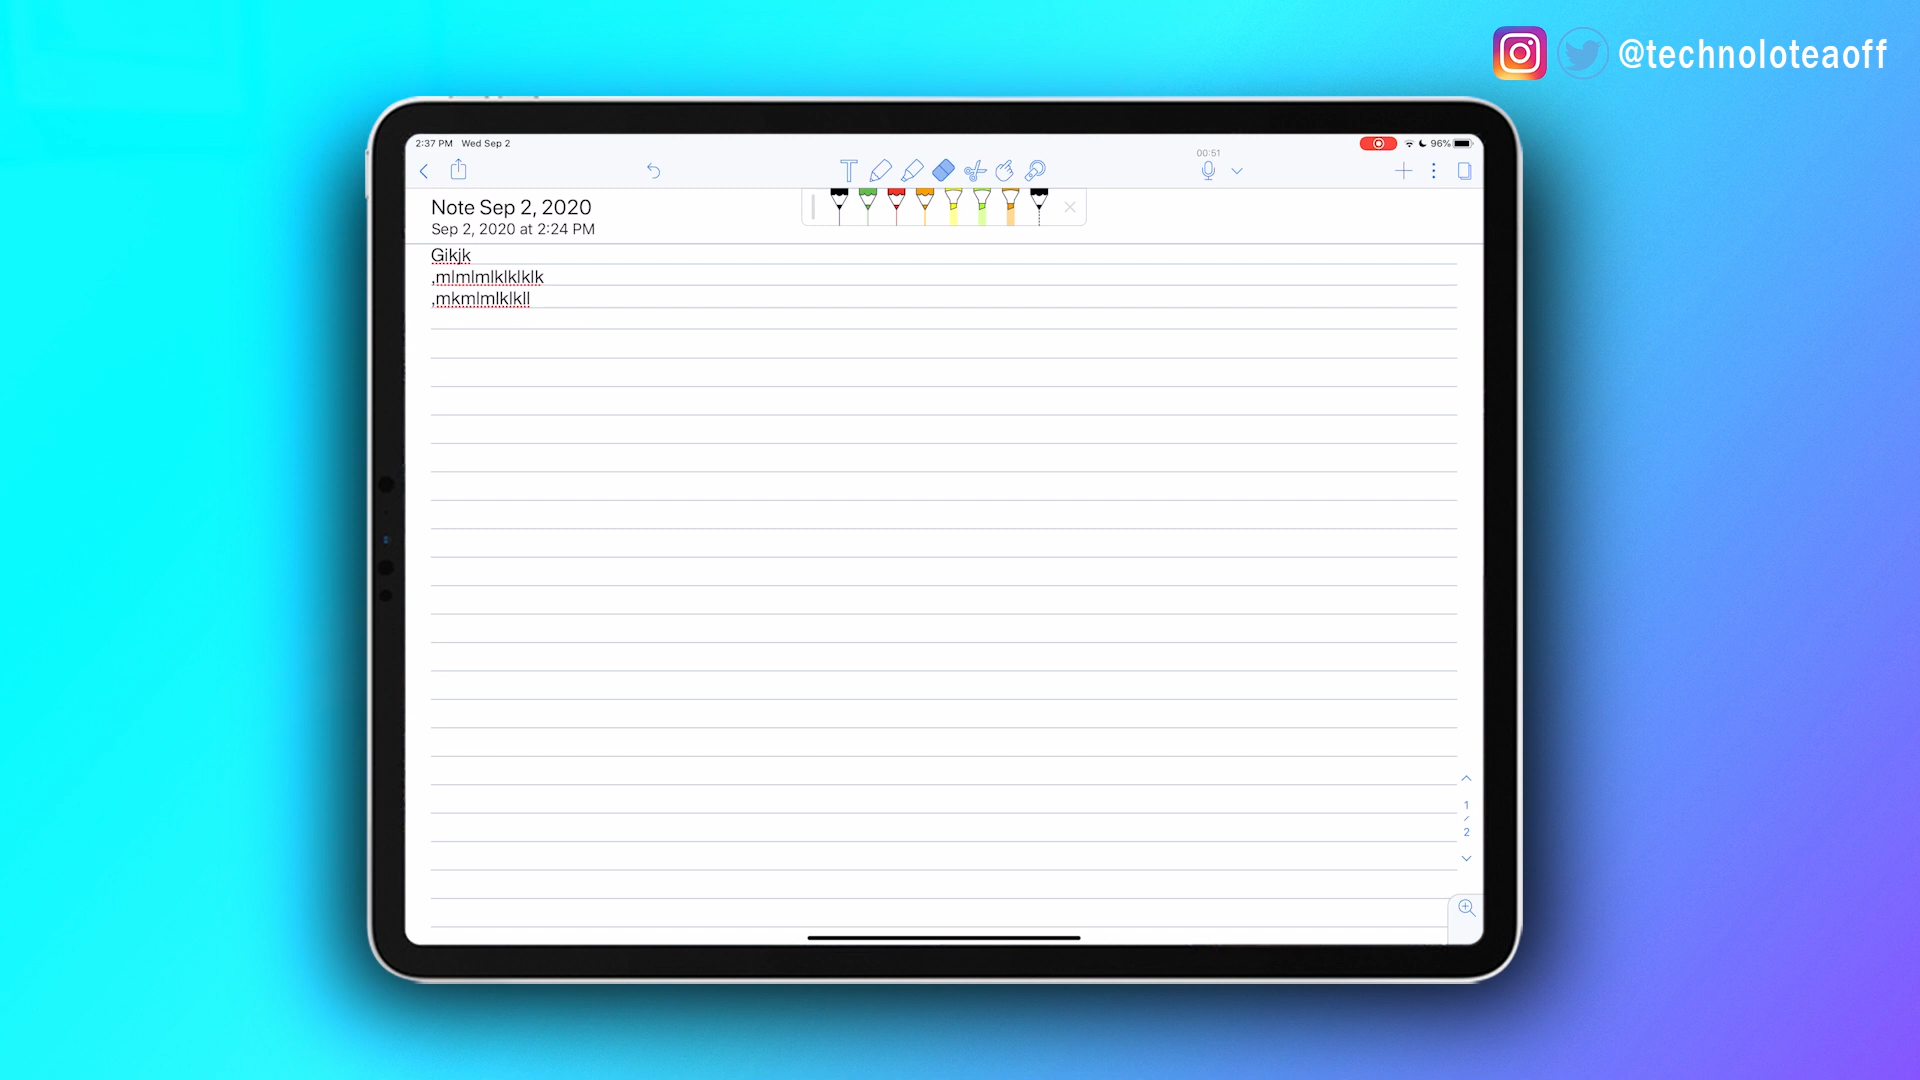 @technoloteaoff
2:37 PM Wed Sep 2
96%
00:51
Note Sep 2, 2020
Sep 2, 2020 at 2:24 PM
Gikjk
,mlmlmlklklklk
,mkmlmlklkll
1
/
2